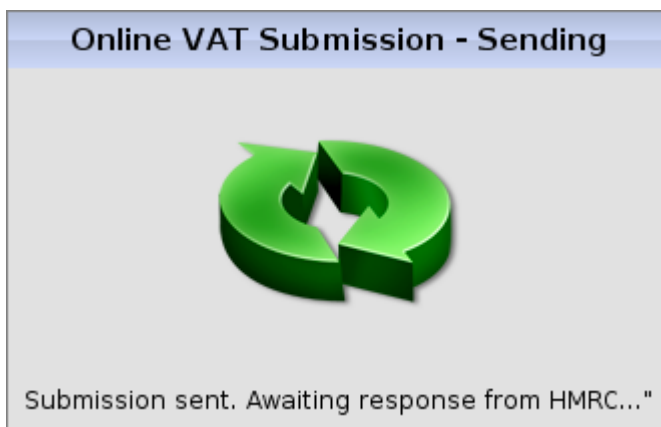 Online VAT Submission - Sending
Submission sent. Awaiting response from HMRC..."